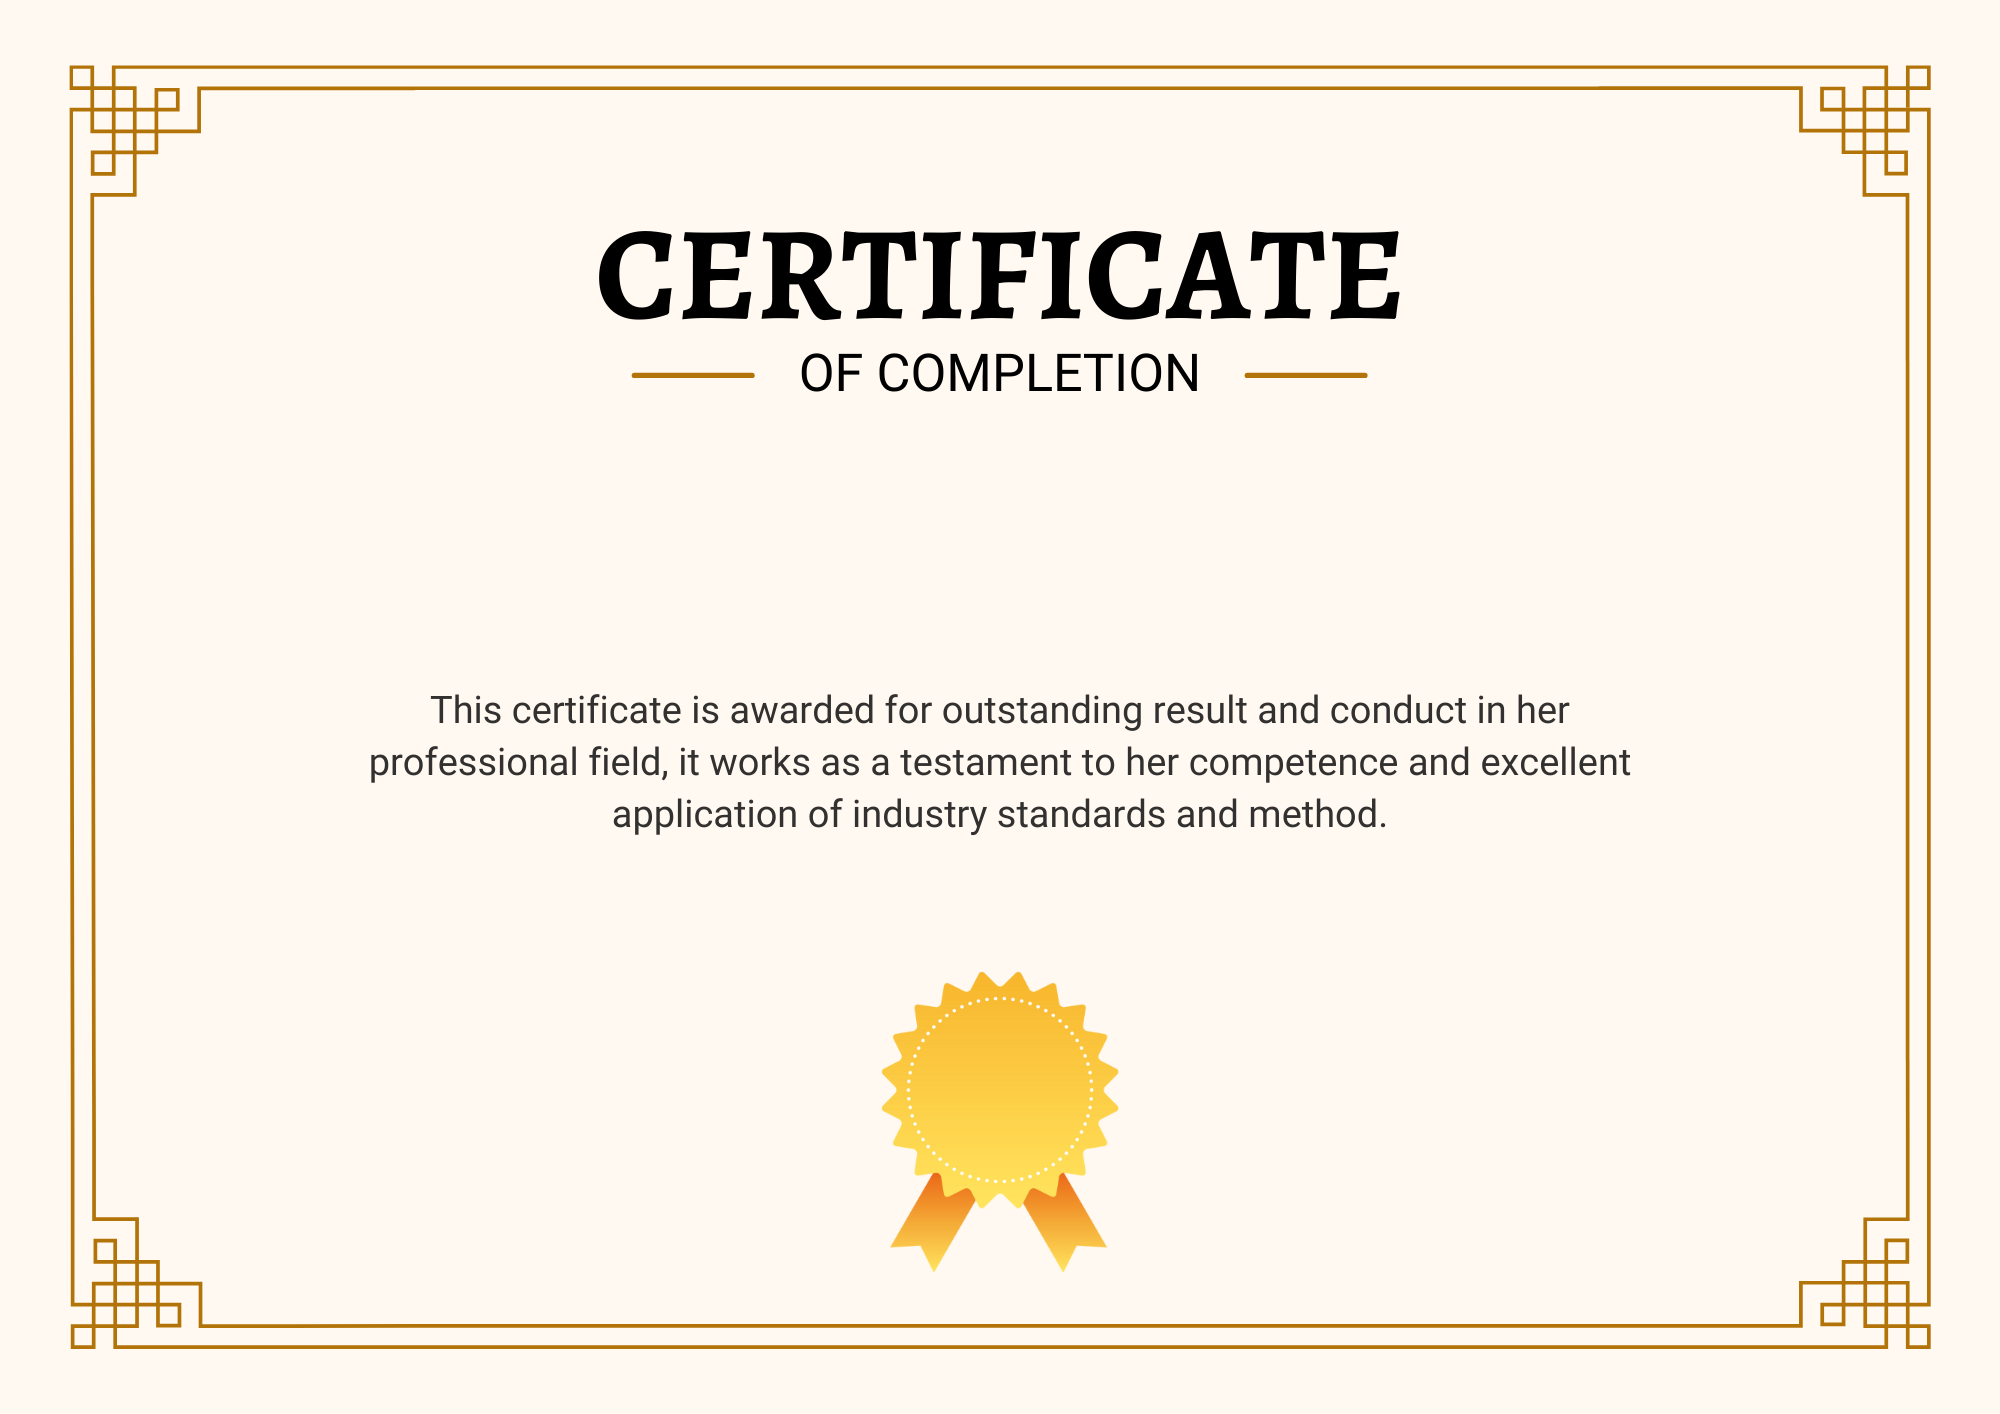 CERTIFICATE
OF COMPLETION
This certificate is awarded for outstanding result and conduct in her
professional field, it works as a testament to her competence and excellent
application of industry standards and method.